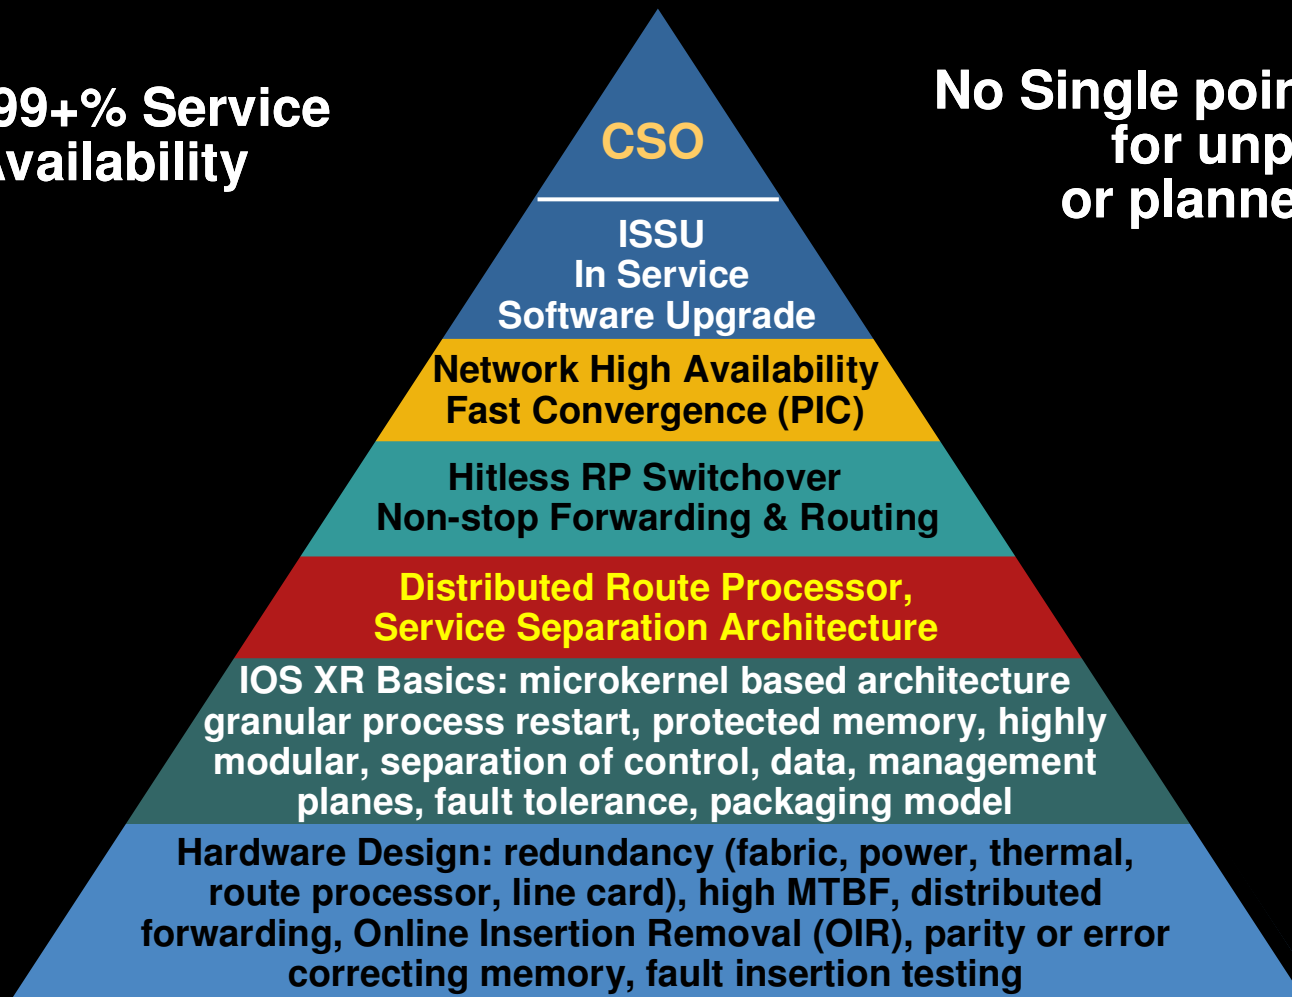 99+% Service
Availability
No Single
for
or
CSO
ISSU
In Service
Software Upgrade
Network High Availability
Fast Convergence (PIC)
Hitless RP Switchover
Non-stop Forwarding & Routing
Distributed Route Processor,
Service Separation Architecture
IOS XR Basics: microkernel based architecture
granular process restart, protected memory, highly
modular, separation of control, data, management
planes, fault tolerance, packaging model
Hardware Design: redundancy (fabric, power, thermal,
route processor, line card), high MTBF, distributed
forwarding, Online Insertion Removal (OIR), parity or error
correcting memory, fault insertion testing